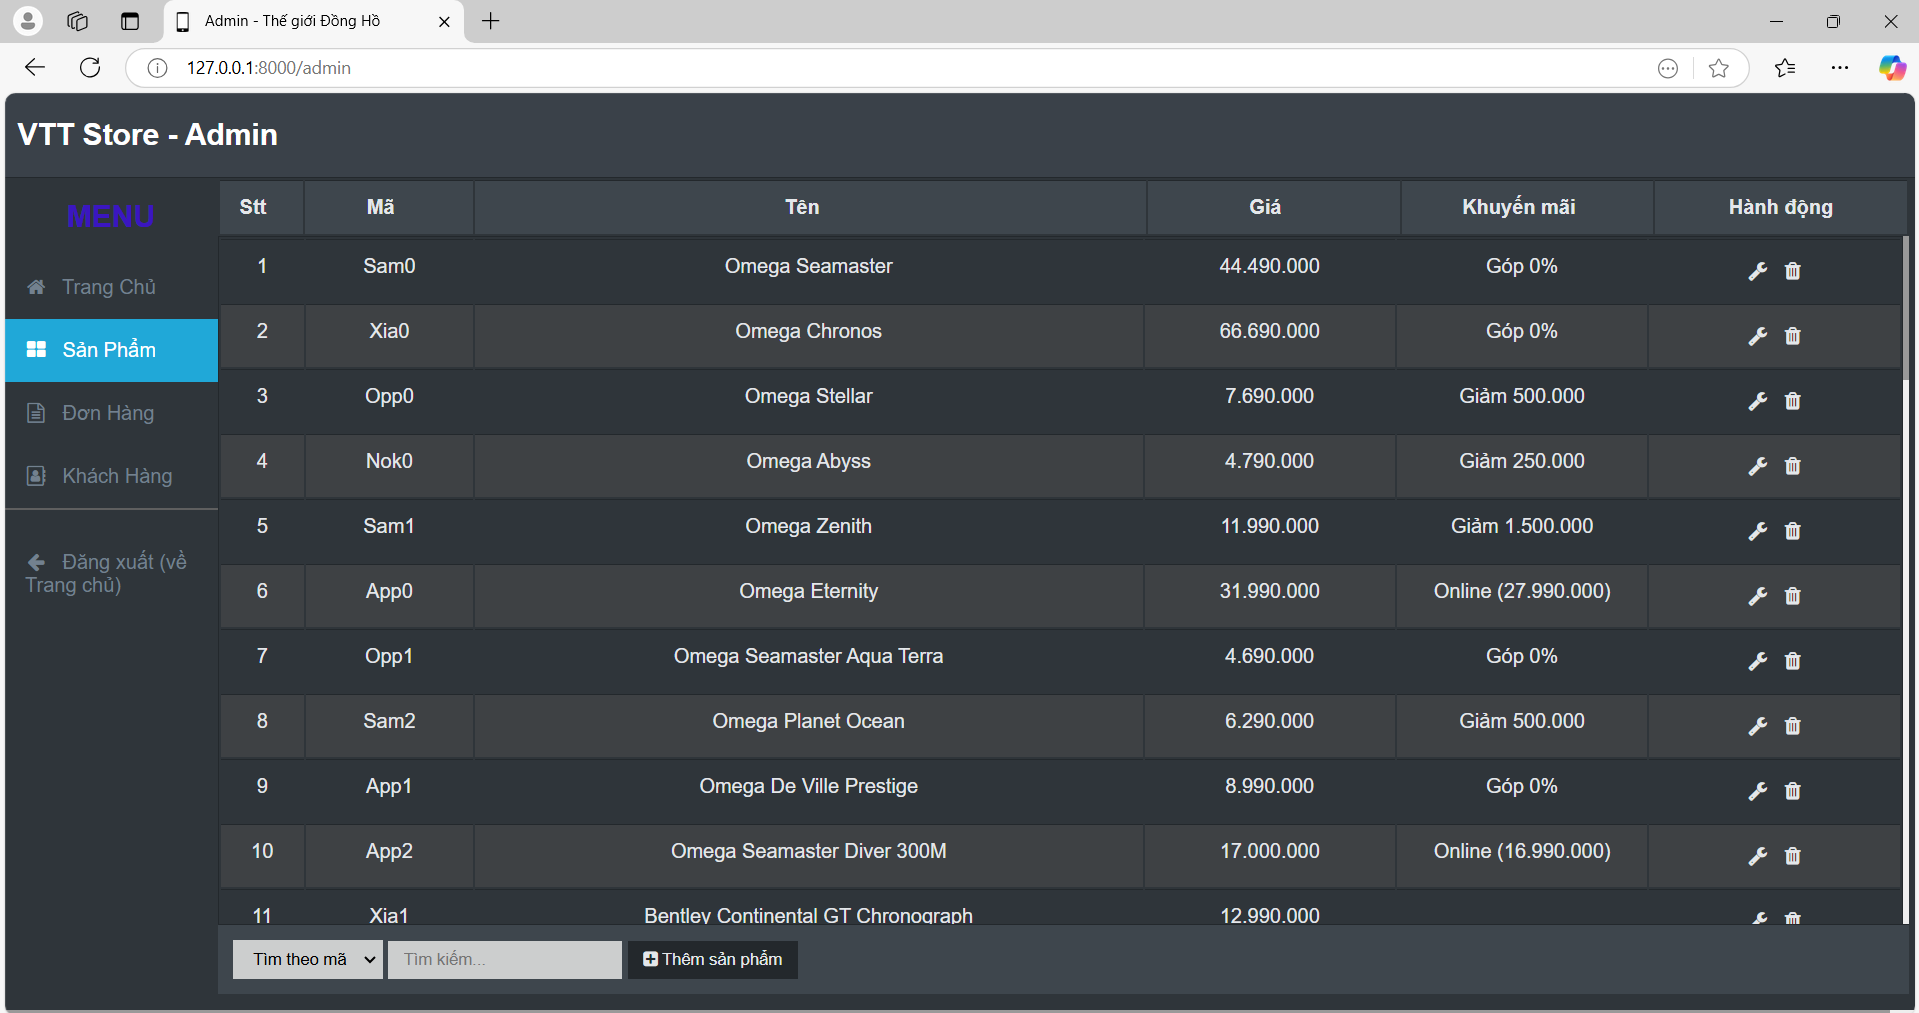 Admin - Thế giới Đồng Hồ
127.0.0.1:8000/admin
VTT Store - Admin
MENU
Trang Chủ
Sản Phẩm
Đơn Hàng
Khách Hàng
Đăng xuất (về
Trang chủ)
Stt Mã Tên Giá Khuyến mãi Hành động
1 Sam0 Omega Seamaster 44.490.000 Góp 0%
2 Xia0 Omega Chronos 66.690.000 Góp 0%
3 Opp0 Omega Stellar 7.690.000 Giảm 500.000
4 Nok0 Omega Abyss 4.790.000 Giảm 250.000
5 Sam1 Omega Zenith 11.990.000 Giảm 1.500.000
6 App0 Omega Eternity 31.990.000 Online (27.990.000)
7 Opp1 Omega Seamaster Aqua Terra 4.690.000 Góp 0%
8 Sam2 Omega Planet Ocean 6.290.000 Giảm 500.000
9 App1 Omega De Ville Prestige 8.990.000 Góp 0%
10 App2 Omega Seamaster Diver 300M 17.000.000 Online (16.990.000)
11 Xia1 Bentley Continental GT Chronograph 12.990.000
Tìm theo mã Tìm kiếm... Thêm sản phẩm